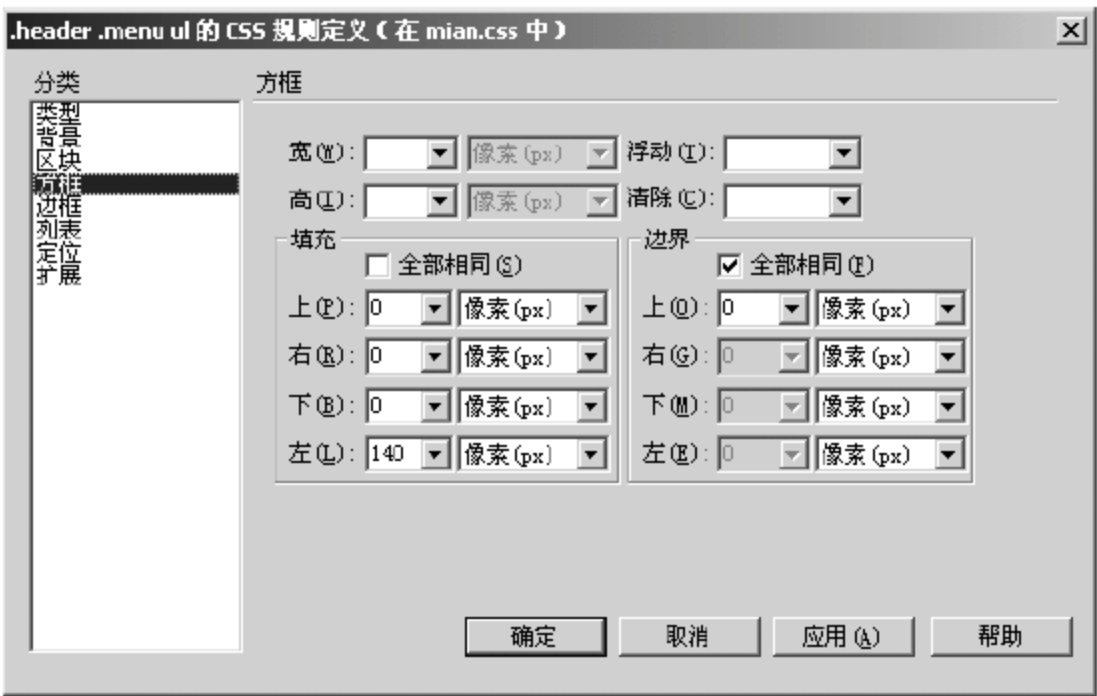 .header .menu ul 的 CSS 规则定义（在 mian.css 中）
分类
方框
类型
背景
区块
方框
边框
列表
定位
扩展
宽(W): 像素(px) 浮动(T):
高(I): 像素(px) 清除(C):
填充
全部相同(S)
上(P): 0 像素(px)
右(R): 0 像素(px)
下(B): 0 像素(px)
左(L): 140 像素(px)
边界
全部相同(F)
上(O): 0 像素(px)
右(G): 0 像素(px)
下(M): 0 像素(px)
左(E): 0 像素(px)
确定 取消 应用(A) 帮助